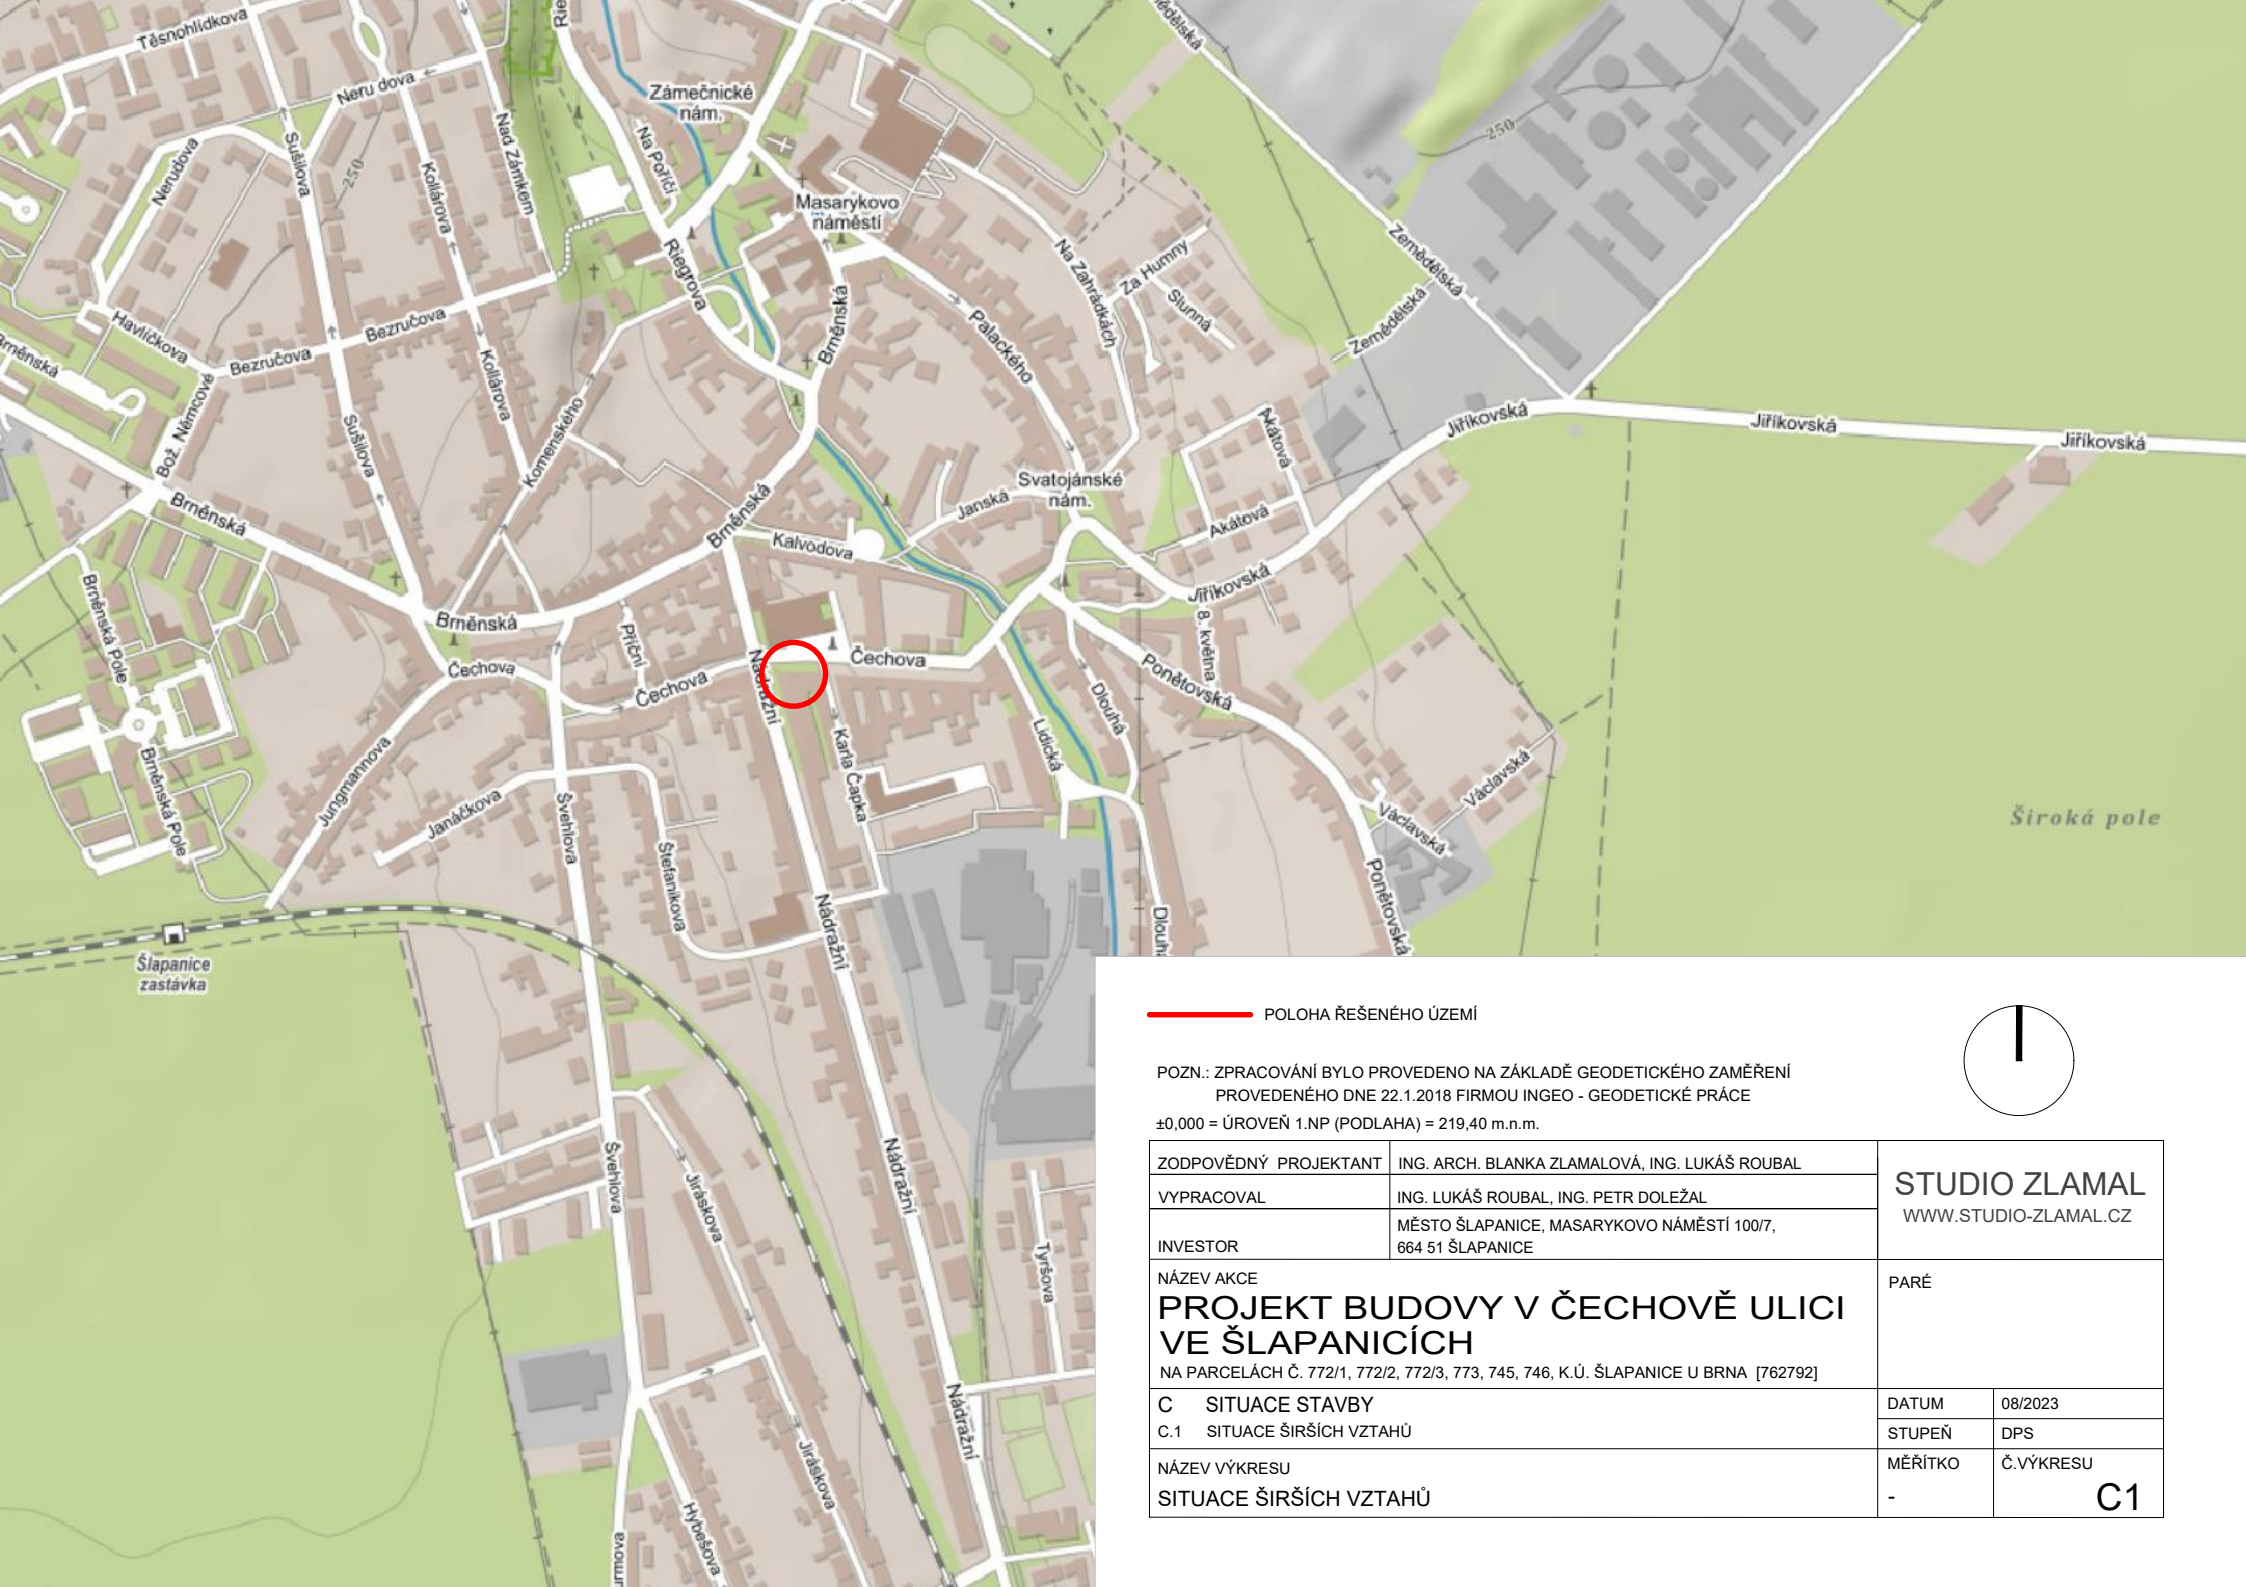 Těsnohlídkova
Neru dova
Nerudova
Sušilova
250
Kollárova
Nad Zámkem
Zámečnické
nám.
Na Poříčí
Masarykovo
náměstí
Riegrova
Brněnská
Palackého
Na Zahrádkách
Za Humny
Slunná
Zemědělská
Zemědělská
250
Jiříkovská
Jiříkovská
Jiříkovská
Havlíčkova
Bezručova
Bezručova
Kollárova
Komenského
Sušilova
Bož. Němcové
Brněnská
Brněnská
Brněnská
Brněnská
Kalvodova
Janská
Svatojánské
nám.
Akátová
Akátová
Jiříkovská
8. května
Brněnská Pole
Brněnská Pole
Čechova
Příční
Čechova
Čechova
Nádražní
Karla Čapka
Lidická
Dlouhá
Ponětovská
Václavská
Václavská
Ponětovská
Široká pole
Jungmannova
Janáčkova
Švehlova
Štefánikova
Nádražní
Dlouh
Šlapanice
zastávka
Švehlova
Jiráskova
Nádražní
Tyršova
Nádražní
Jiráskova
Hybešova
POLOHA ŘEŠENÉHO ÚZEMÍ
POZN.: ZPRACOVÁNÍ BYLO PROVEDENO NA ZÁKLADĚ GEODETICKÉHO ZAMĚŘENÍ
PROVEDENÉHO DNE 22.1.2018 FIRMOU INGEO - GEODETICKÉ PRÁCE
±0,000 = ÚROVEŇ 1.NP (PODLAHA) = 219,40 m.n.m.
ZODPOVĚDNÝ PROJEKTANT ING. ARCH. BLANKA ZLAMALOVÁ, ING. LUKÁŠ ROUBAL
VYPRACOVAL ING. LUKÁŠ ROUBAL, ING. PETR DOLEŽAL
INVESTOR MĚSTO ŠLAPANICE, MASARYKOVO NÁMĚSTÍ 100/7,
664 51 ŠLAPANICE
STUDIO ZLAMAL
WWW.STUDIO-ZLAMAL.CZ
NÁZEV AKCE
PROJEKT BUDOVY V ČECHOVĚ ULICI
VE ŠLAPANICÍCH
NA PARCELÁCH Č. 772/1, 772/2, 772/3, 773, 745, 746, K.Ú. ŠLAPANICE U BRNA [762792]
PARÉ
C SITUACE STAVBY
C.1 SITUACE ŠIRŠÍCH VZTAHŮ
DATUM 08/2023
STUPEŇ DPS
NÁZEV VÝKRESU
SITUACE ŠIRŠÍCH VZTAHŮ
MĚŘÍTKO
-
Č.VÝKRESU
C1